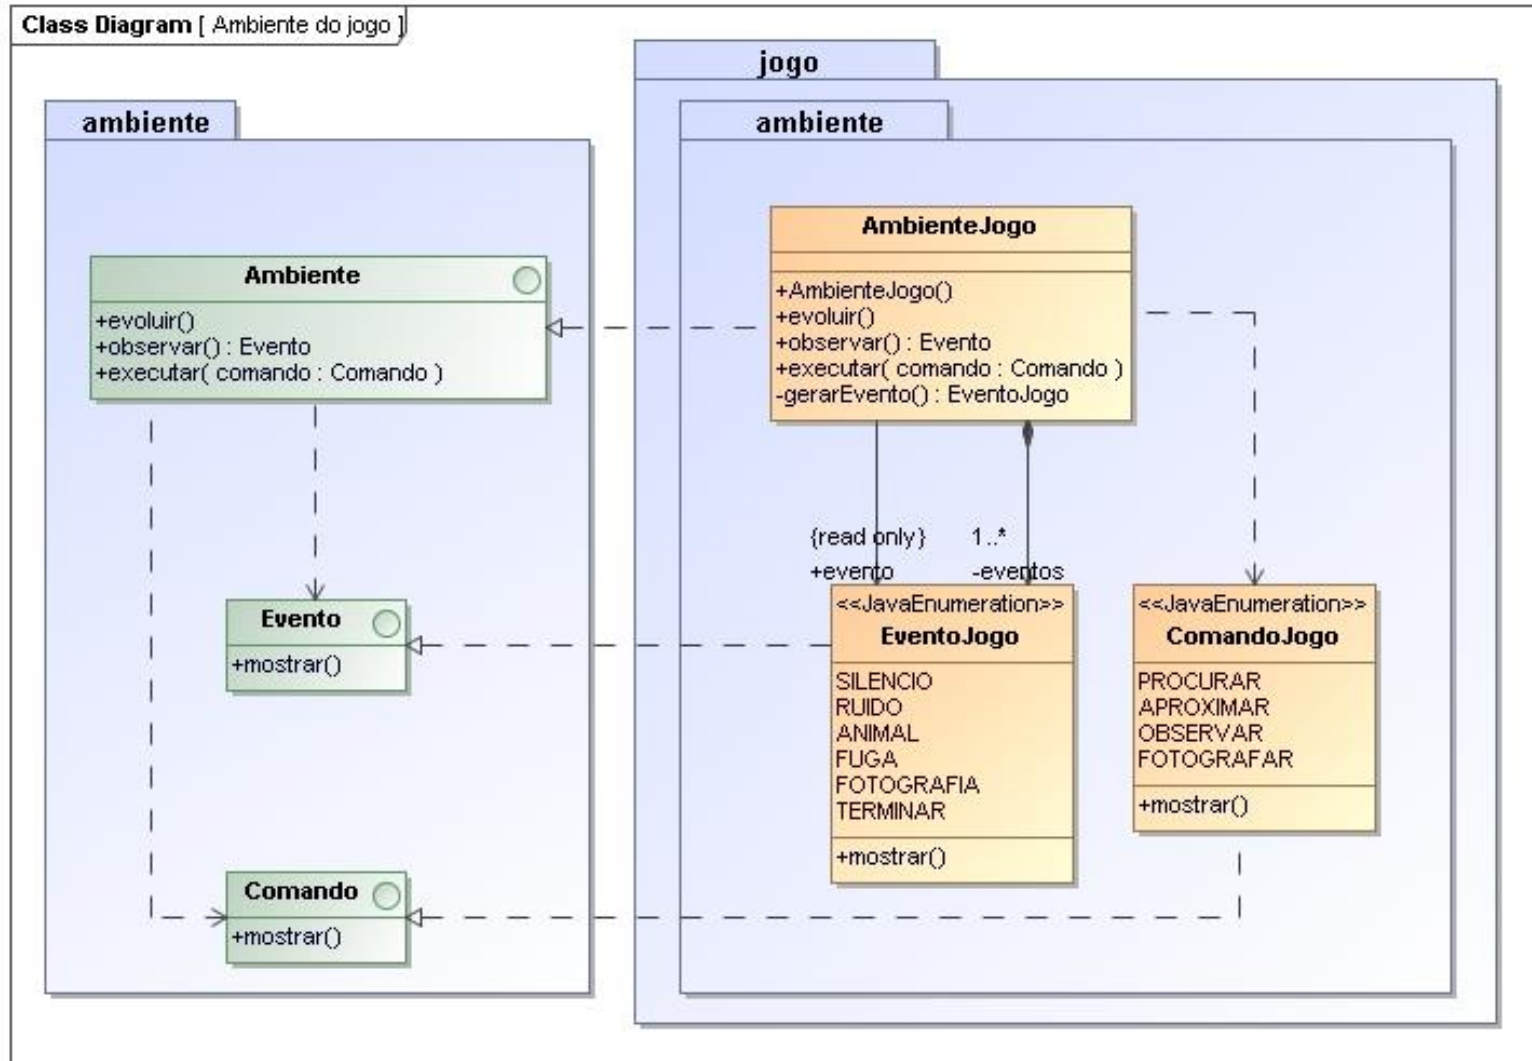 Class Diagram [ Ambiente do jogo ]
ambiente
Ambiente
+evoluir()
+observar() : Evento
+executar( comando : Comando )
Evento
+mostrar()
Comando
+mostrar()
jogo
ambiente
AmbienteJogo
+AmbienteJogo()
+evoluir()
+observar() : Evento
+executar( comando : Comando )
-gerarEvento() : EventoJogo
{read only}
+evento
1..*
-eventos
<<JavaEnumeration>>
EventoJogo
SILENCIO
RUIDO
ANIMAL
FUGA
FOTOGRAFIA
TERMINAR
+mostrar()
<<JavaEnumeration>>
ComandoJogo
PROCURAR
APROXIMAR
OBSERVAR
FOTOGRAFAR
+mostrar()